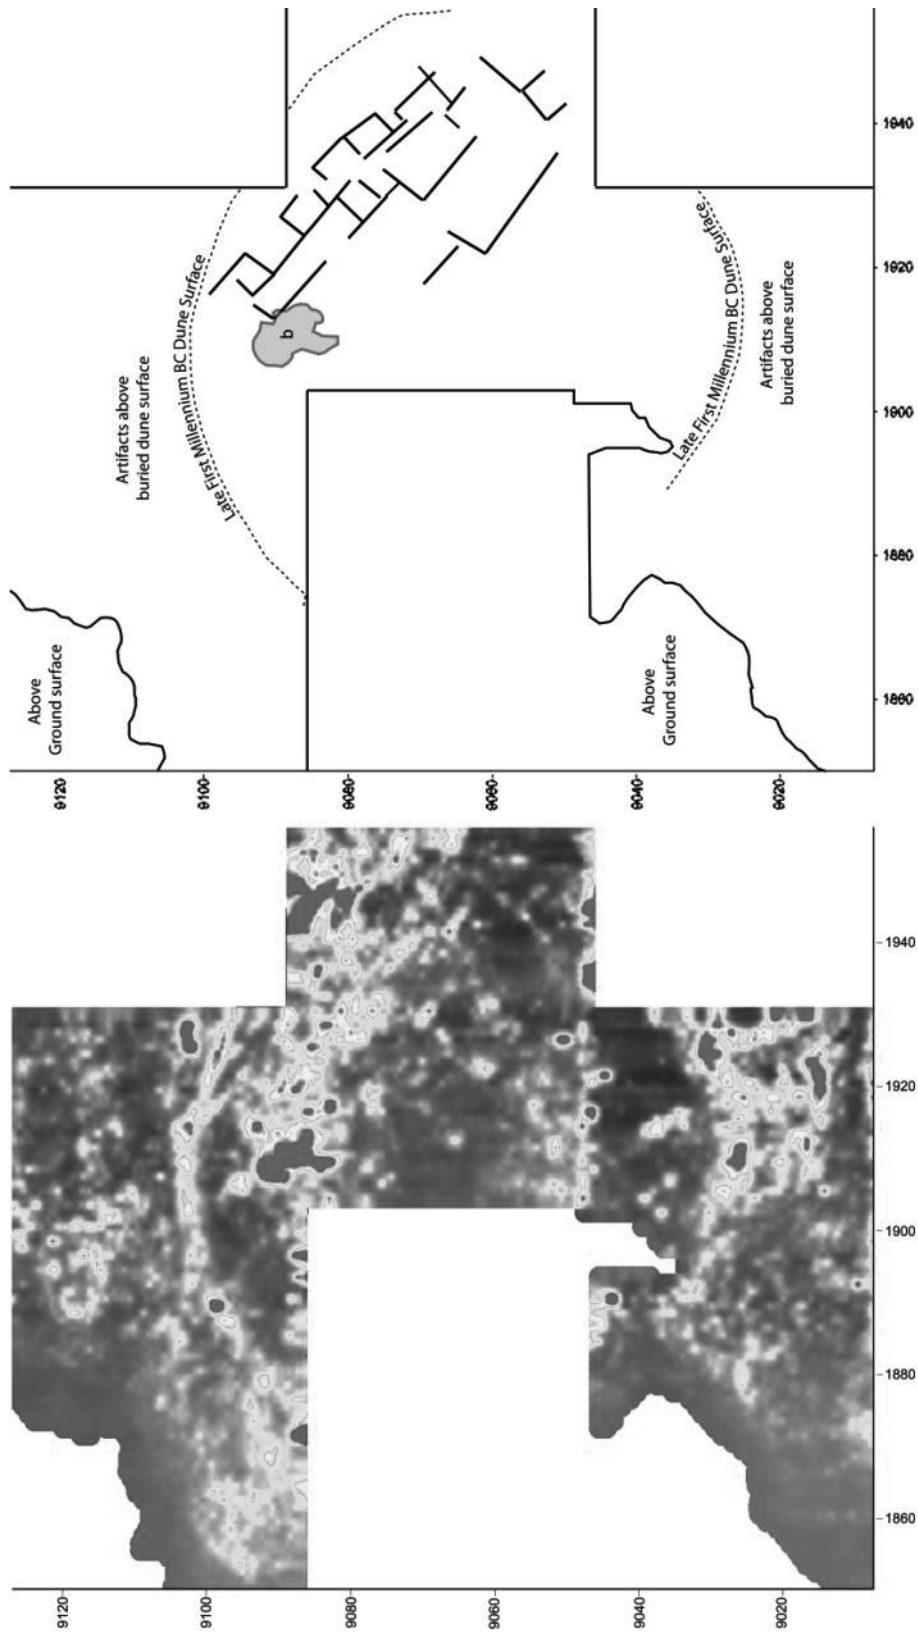 1940
1920
1900
1880
1860
Late First Millennium BC Dune Surface
Artifacts above
buried dune surface
b
Late First Millennium BC Dune Surface
Artifacts above
buried dune surface
Above
Ground surface
Above
Ground surface
9120
9100
9080
9060
9040
9020
1940
1920
1900
1880
1860
9120
9100
9080
9060
9040
9020